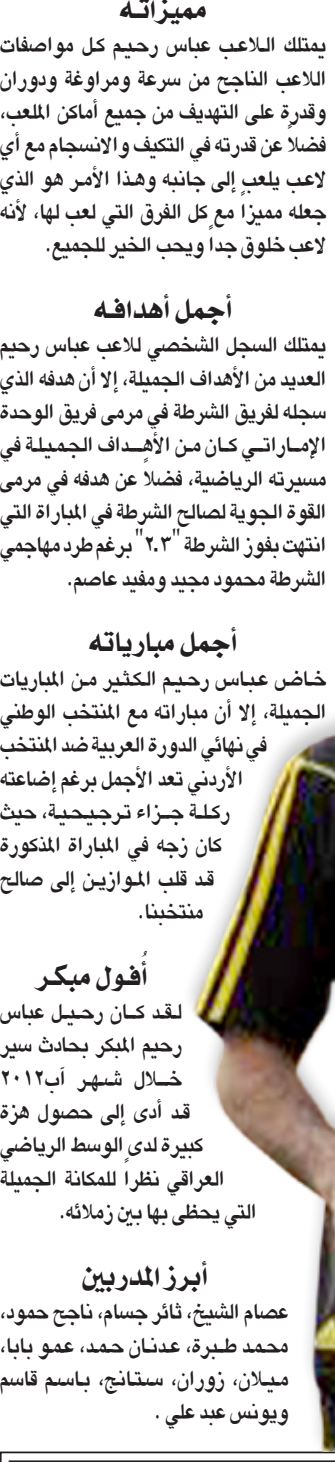 مميزاتـه
يمتلك اللاعب عباس رحيم كل مواصفات
اللاعب الناجح من سرعة ومراوغة ودوران
وقدرة على التهديف من جميع أماكن الملعب،
فضلاً عن قدرته في التكيف والانسجام مع أي
لاعب يلعب إلى جانبه وهذا الأمر هو الذي
جعله مميزاً مع كل الفرق التي لعب لها، لأنه
لاعب خلوق جداً ويحب الخير للجميع.
أجمل أهدافـه
يمتلك السجل الشخصي للاعب عباس رحيم
العديد من الأهداف الجميلة، إلا أن هدفه الذي
سجله لفريق الشرطة في مرمى فريق الوحدة
الإماراتي كان من الأهداف الجميلة في
مسيرته الرياضية، فضلاً عن هدفه في مرمى
القوة الجوية لصالح الشرطة في المباراة التي
انتهت بفوز الشرطة "٢.٣" برغم طرد مهاجمي
الشرطة محمود مجيد ومفيد عاصم.
أجمل مبارياته
خاض عباس رحيم الكثير من المباريات
الجميلة، إلا أن مباراته مع المنتخب الوطني
في نهائي الدورة العربية ضد المنتخب
الأردني تعد الأجمل برغم إضاعته
ركلة جزاء ترجيحية، حيث
كان زجه في المباراة المذكورة
قد قلب الموازين إلى صالح
منتخبنا.
أُفول مبكر
لقد كان رحيل عباس
رحيم المبكر بحادث سير
خلال شهر آب٢٠١٢
قد أدى إلى حصول هزة
كبيرة لدى الوسط الرياضي
العراقي نظراً للمكانة الجميلة
التي يحظى بها بين زملائه.
أبرز المدربين
عصام الشيخ، ثائر جسام، ناجح حمود،
محمد طبرة، عدنان حمد، عمو بابا،
ميلان، زوران، ستانج، باسم قاسم
ويونس عبد علي .